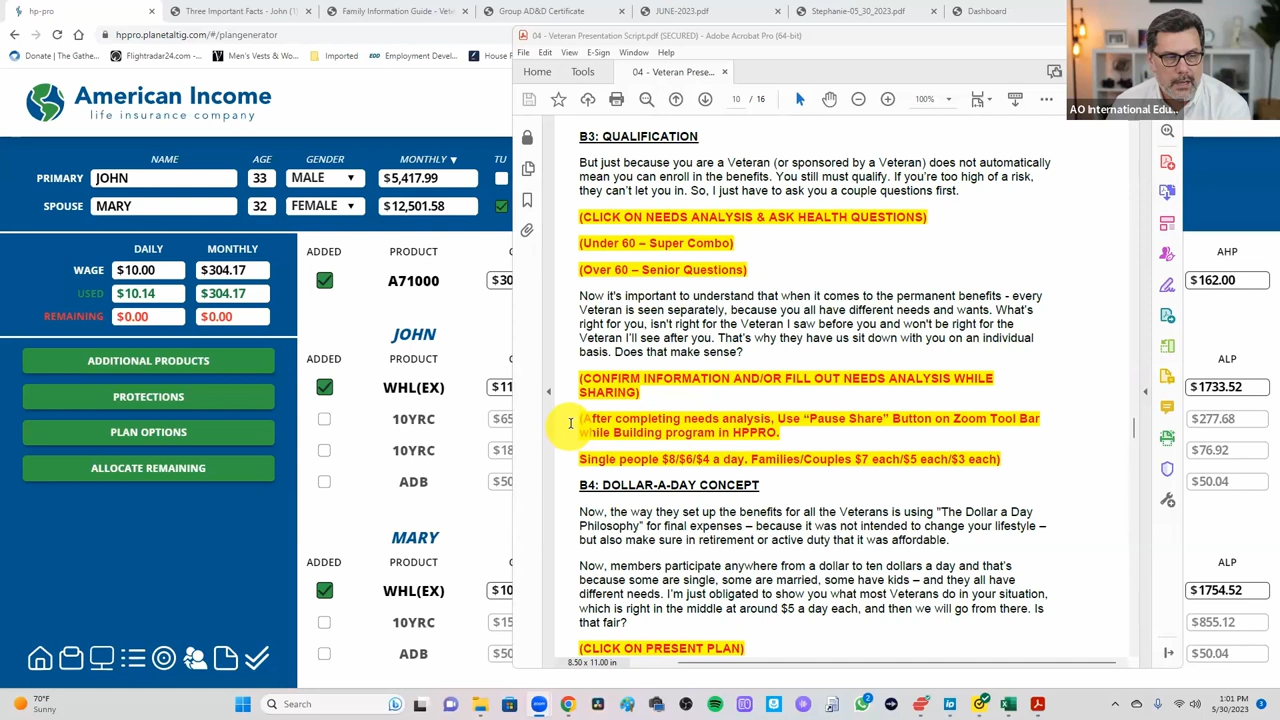 hp-pro
Three Important Facts - John (1)
Family Information Guide - Vet
Group AD&D Certificate
JUNE-2023.pdf
Stephanie-05_30_2023.pdf
Dashboard
hppro.planetaltig.com/#/plangenerator
04 - Veteran Presentation Script.pdf (SECURED) - Adobe Acrobat Pro (64-bit)
File Edit View E-Sign Window Help
Donate | The Gathe...
Flightradar24.com -...
Men's Vests & Wo...
Imported
EDD Employment Devel...
House
Home Tools 04 - Veteran Prese...
10 / 16 100%
AO International Edu...
American Income
life insurance company
NAME AGE GENDER MONTHLY TU
PRIMARY JOHN 33 MALE $5,417.99
SPOUSE MARY 32 FEMALE $12,501.58
DAILY MONTHLY
WAGE $10.00 $304.17
USED $10.14 $304.17
REMAINING $0.00 $0.00
ADDITIONAL PRODUCTS
PROTECTIONS
PLAN OPTIONS
ALLOCATE REMAINING
ADDED PRODUCT
A71000 $30
JOHN
ADDED PRODUCT
WHL(EX) $11
10YRC $65
10YRC $18
ADB $50
MARY
ADDED PRODUCT
WHL(EX) $10
10YRC $15
ADB $50
B3: QUALIFICATION
But just because you are a Veteran (or sponsored by a Veteran) does not automatically
mean you can enroll in the benefits. You still must qualify. If you're too high of a risk,
they can't let you in. So, I just have to ask you a couple questions first.
(CLICK ON NEEDS ANALYSIS & ASK HEALTH QUESTIONS)
(Under 60 – Super Combo)
(Over 60 – Senior Questions)
Now it's important to understand that when it comes to the permanent benefits - every
Veteran is seen separately, because you all have different needs and wants. What's
right for you, isn't right for the Veteran I saw before you and won't be right for the
Veteran I'll see after you. That's why they have us sit down with you on an individual
basis. Does that make sense?
(CONFIRM INFORMATION AND/OR FILL OUT NEEDS ANALYSIS WHILE
SHARING)
(After completing needs analysis, Use “Pause Share” Button on Zoom Tool Bar
while Building program in HPPRO.
Single people $8/$6/$4 a day. Families/Couples $7 each/$5 each/$3 each)
B4: DOLLAR-A-DAY CONCEPT
Now, the way they set up the benefits for all the Veterans is using "The Dollar a Day
Philosophy” for final expenses – because it was not intended to change your lifestyle –
but also make sure in retirement or active duty that it was affordable.
Now, members participate anywhere from a dollar to ten dollars a day and that's
because some are single, some are married, some have kids – and they all have
different needs. I'm just obligated to show you what most Veterans do in your situation,
which is right in the middle at around $5 a day each, and then we will go from there. Is
that fair?
(CLICK ON PRESENT PLAN)
8.50 x 11.00 in
AHP
$162.00
ALP
$1733.52
$277.68
$76.92
$50.04
ALP
$1754.52
$855.12
$50.04
70°F
Sunny
Search
1:01 PM
5/30/2023